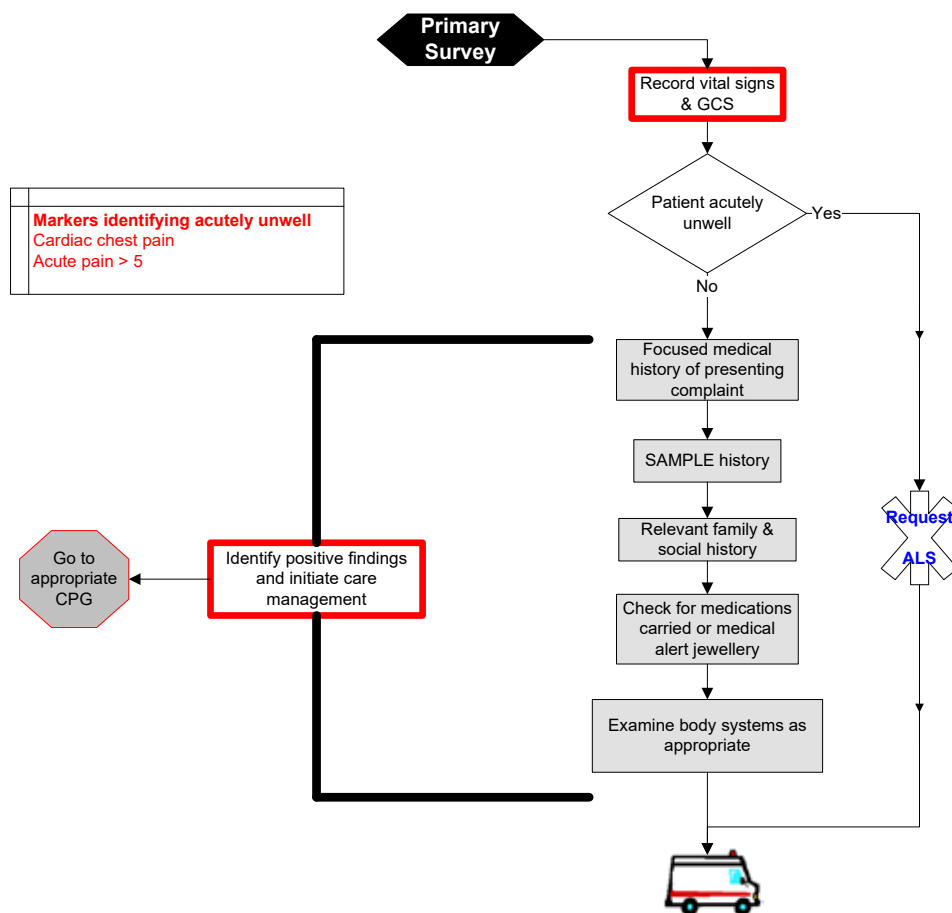 Primary
Survey
Record vital signs
& GCS
Patient acutely
unwell
Yes
No
Markers identifying acutely unwell
Cardiac chest pain
Acute pain > 5
Focused medical
history of presenting
complaint
SAMPLE history
Request
ALS
Relevant family &
social history
Identify positive findings
and initiate care
management
Go to
appropriate
CPG
Check for medications
carried or medical
alert jewellery
Examine body systems as
appropriate